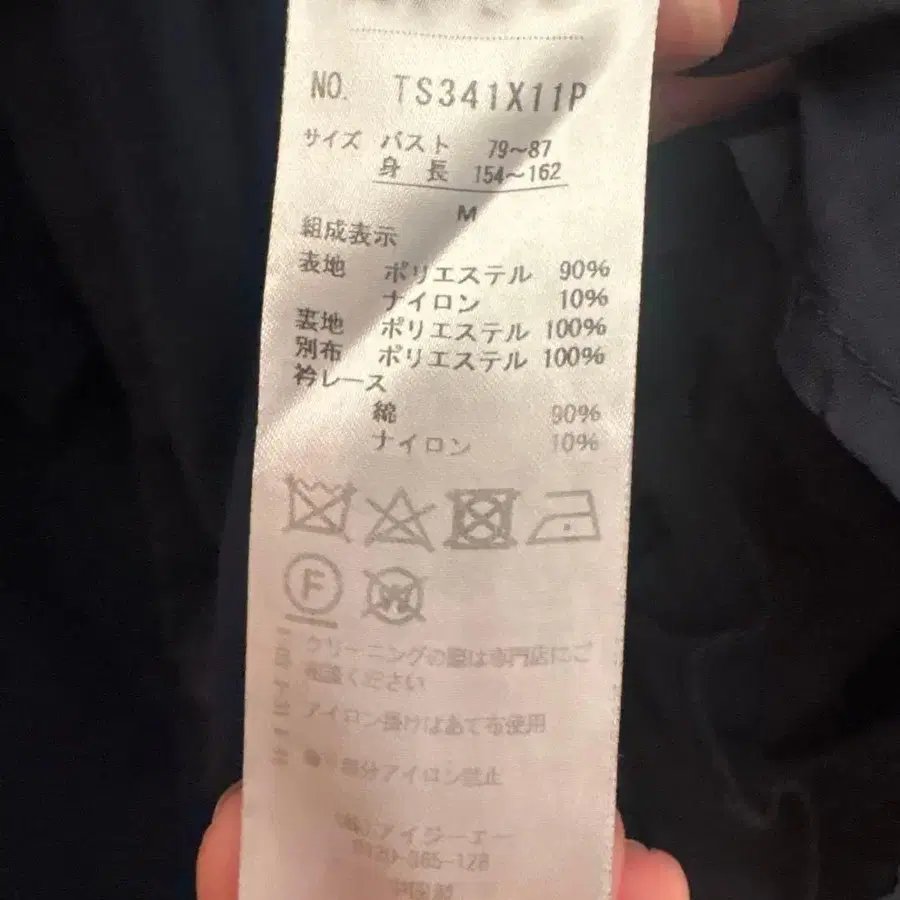 NO. TS341X11P
サイズ バスト 79〜87
身 長 154〜162
M
組成表示
表地 ポリエステル 90%
ナイロン 10%
裏地 ポリエステル 100%
別布 ポリエステル 100%
衿レース
綿 90%
ナイロン 10%
F
W
クリーニングの際は専門店にご
相談ください
アイロン掛けはあて布使用
部分アイロン禁止